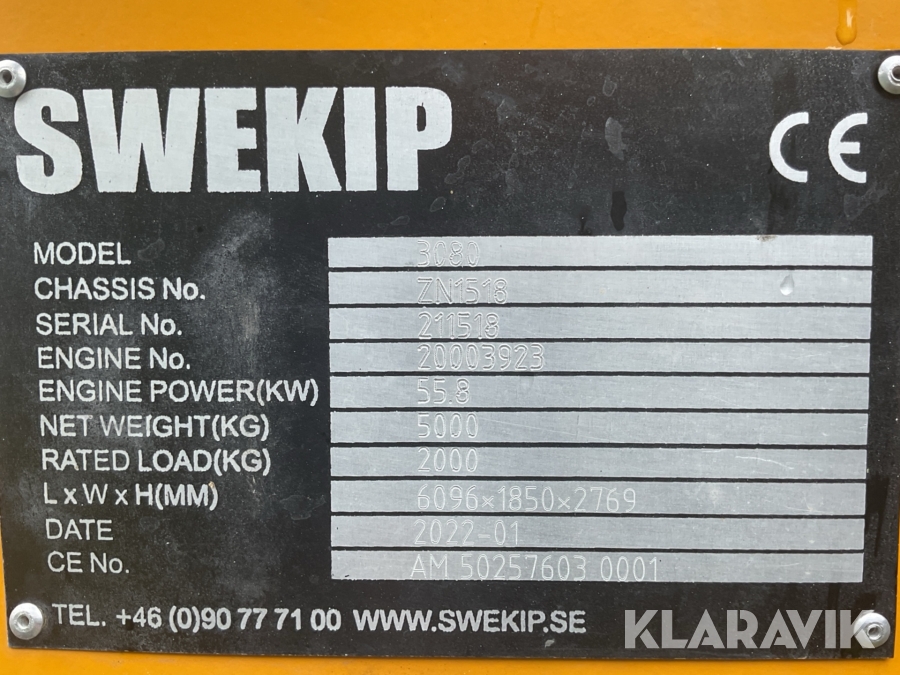 SWEKIP CE
MODEL 3080
CHASSIS No. ZN1518
SERIAL No. 211518
ENGINE No. 20003923
ENGINE POWER(KW) 55.8
NET WEIGHT(KG) 5000
RATED LOAD(KG) 2000
L x W x H(MM) 6096×1850×2769
DATE 2022-01
CE No. AM 50257603 0001
TEL. +46 (0)90 77 71 00 WWW.SWEKIP.SE
KLARAVIK